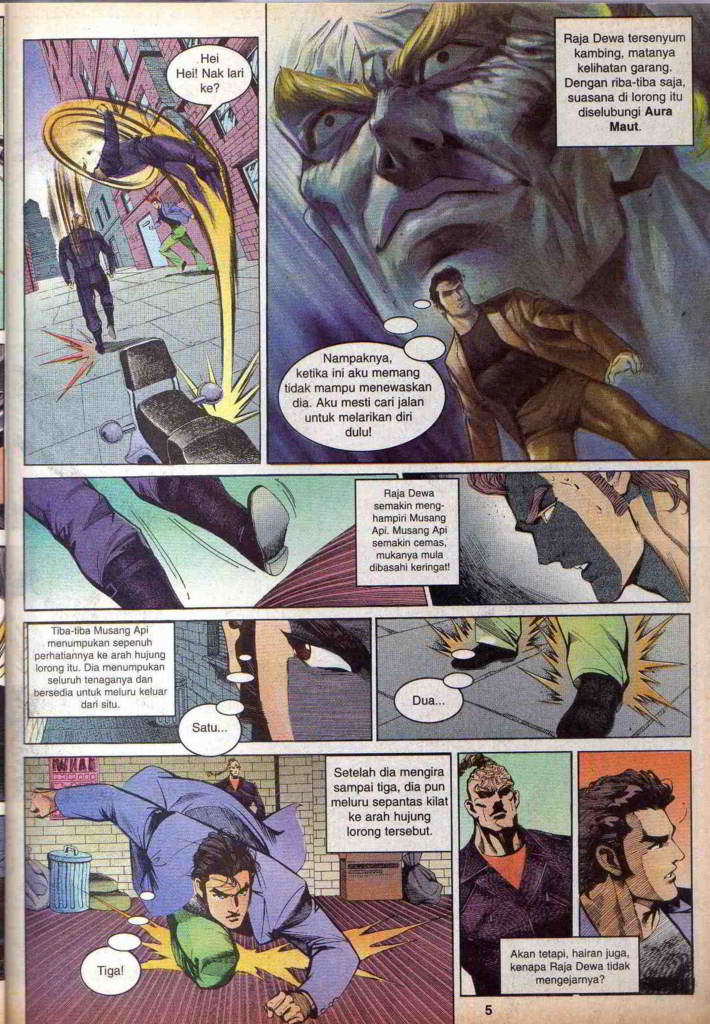 Hei
Hei! Nak lari
ke?
Raja Dewa tersenyum
kambing, matanya
kelihatan garang.
Dengan riba-tiba saja,
suasana di lorong itu
diselubungi Aura
Maut.
Nampaknya,
ketika ini aku memang
tidak mampu menewaskan
dia. Aku mesti cari jalan
untuk melarikan diri
dulu!
Raja Dewa
semakin meng-
hampiri Musang
Api. Musang Api
semakin cemas,
mukanya mula
dibasahi keringat!
Tiba-tiba Musang Api
menumpukan sepenuh
perhatiannya ke arah hujung
lorong itu. Dia menumpukan
seluruh tenaganya dan
bersedia untuk meluru keluar
dari situ.
Satu...
Dua...
Setelah dia mengira
sampai tiga, dia pun
meluru sepantas kilat
ke arah hujung
lorong tersebut.
Tiga!
Akan tetapi, hairan juga,
kenapa Raja Dewa tidak
mengejarnya?
5